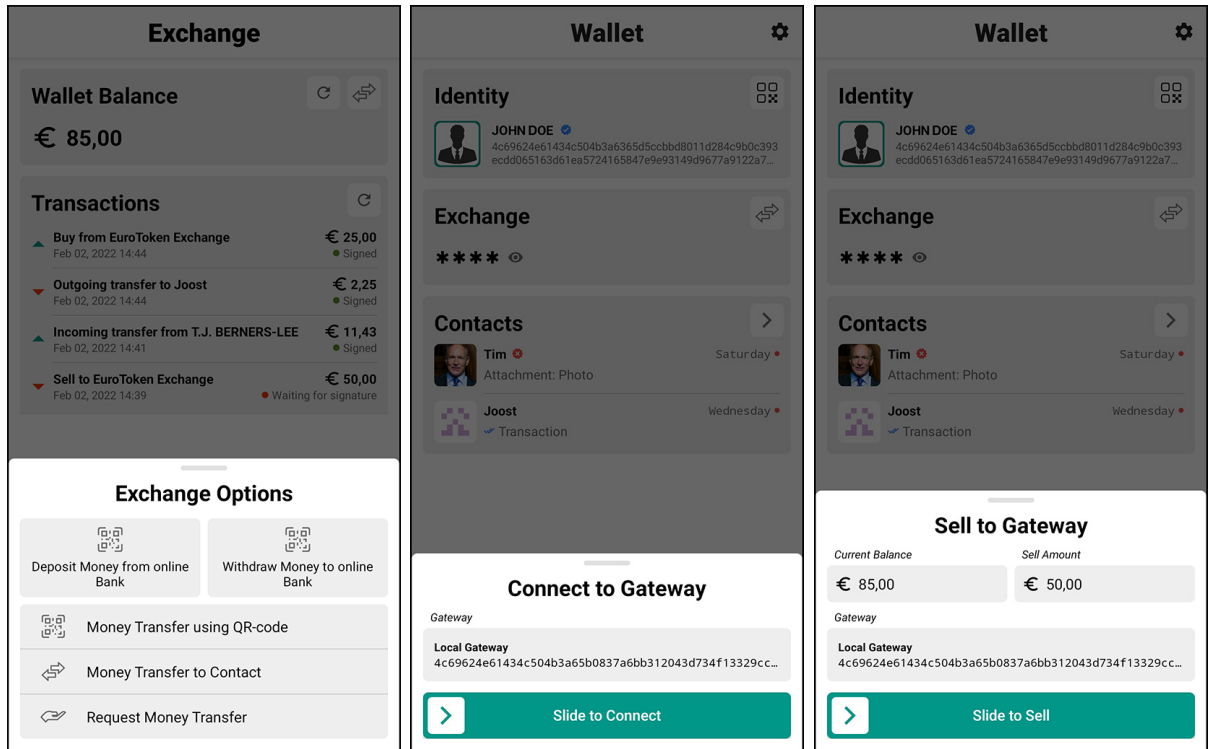 Exchange
Wallet Balance
€ 85,00
Transactions
Buy from EuroToken Exchange € 25,00
Feb 02, 2022 14:44 Signed
Outgoing transfer to Joost € 2,25
Feb 02, 2022 14:44 Signed
Incoming transfer from T.J. BERNERS-LEE € 11,43
Feb 02, 2022 14:41 Signed
Sell to EuroToken Exchange € 50,00
Feb 02, 2022 14:39 Waiting for signature
Exchange Options
Deposit Money from online
Bank
Withdraw Money to online
Bank
Money Transfer using QR-code
Money Transfer to Contact
Request Money Transfer
Wallet
Identity
JOHN DOE
4c69624e61434c504b3a6365d5ccbbd8011d284c9b0c393
ecdd065163d61ea5724165847e9e93149d9677a9122a7…
Exchange
****
Contacts
Tim Saturday
Attachment: Photo
Joost Wednesday
Transaction
Connect to Gateway
Gateway
Local Gateway
4c69624e61434c504b3a65b0837a6bb312043d734f13329cc…
Slide to Connect
Wallet
Identity
JOHN DOE
4c69624e61434c504b3a6365d5ccbbd8011d284c9b0c393
ecdd065163d61ea5724165847e9e93149d9677a9122a7…
Exchange
****
Contacts
Tim Saturday
Attachment: Photo
Joost Wednesday
Transaction
Sell to Gateway
Current Balance Sell Amount
€ 85,00 € 50,00
Gateway
Local Gateway
4c69624e61434c504b3a65b0837a6bb312043d734f13329cc…
Slide to Sell